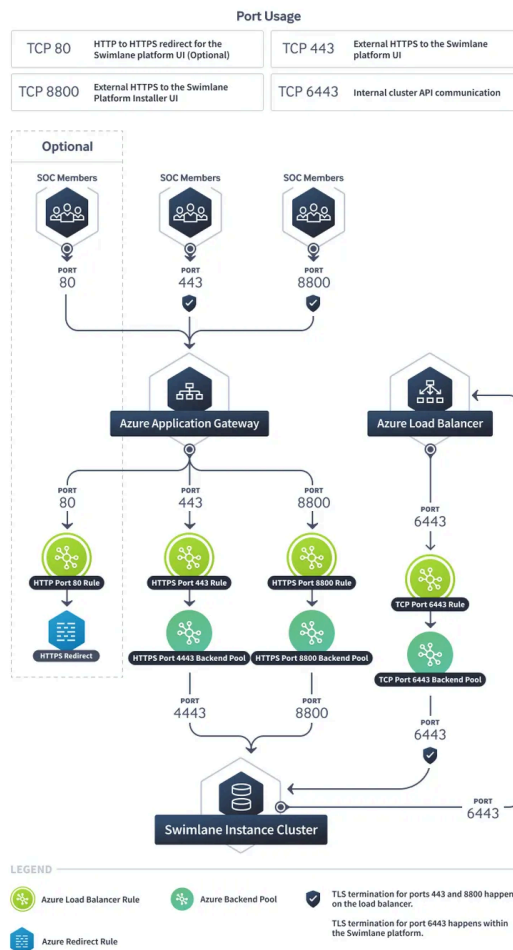 Port Usage
TCP 80
HTTP to HTTPS redirect for the
Swimlane platform UI (Optional)
TCP 443
External HTTPS to the Swimlane
platform UI
TCP 8800
External HTTPS to the Swimlane
Platform Installer UI
TCP 6443
Internal cluster API communication
Optional
SOC Members
SOC Members
SOC Members
PORT
80
PORT
443
PORT
8800
Azure Application Gateway
Azure Load Balancer
PORT
80
PORT
443
PORT
8800
PORT
6443
HTTP Port 80 Rule
HTTPS Port 443 Rule
HTTPS Port 8800 Rule
TCP Port 6443 Rule
HTTPS Redirect
HTTPS Port 4443 Backend Pool
HTTPS Port 8800 Backend Pool
TCP Port 6443 Backend Pool
PORT
4443
PORT
8800
PORT
6443
Swimlane Instance Cluster
PORT
6443
LEGEND
Azure Load Balancer Rule
Azure Backend Pool
TLS termination for ports 443 and 8800 happen
on the load balancer.
TLS termination for port 6443 happens within
the Swimlane platform.
Azure Redirect Rule